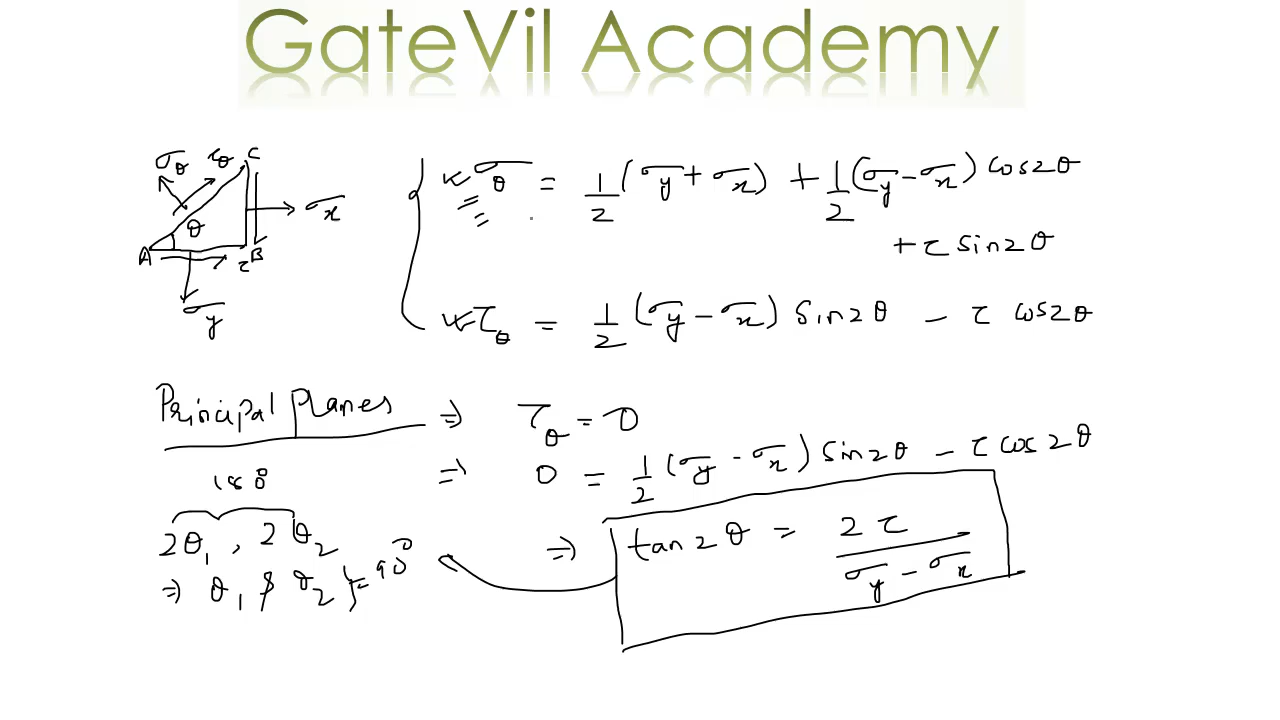 GateVil Academy
σθ τθ C
σx
θ
A τ B
σy
σθ = 1/2 (σy + σx) + 1/2 (σy - σx) cos2θ
+ τ sin2θ
τθ = 1/2 (σy - σx) sin2θ - τ cos2θ
Principal Planes ⇒ τθ = 0
⇒ 0 = 1/2 (σy - σx) sin2θ - τ cos2θ
180
2θ1 , 2θ2
⇒ tan2θ = 2τ / (σy - σx)
⇒ θ1 & θ2 } = 90°